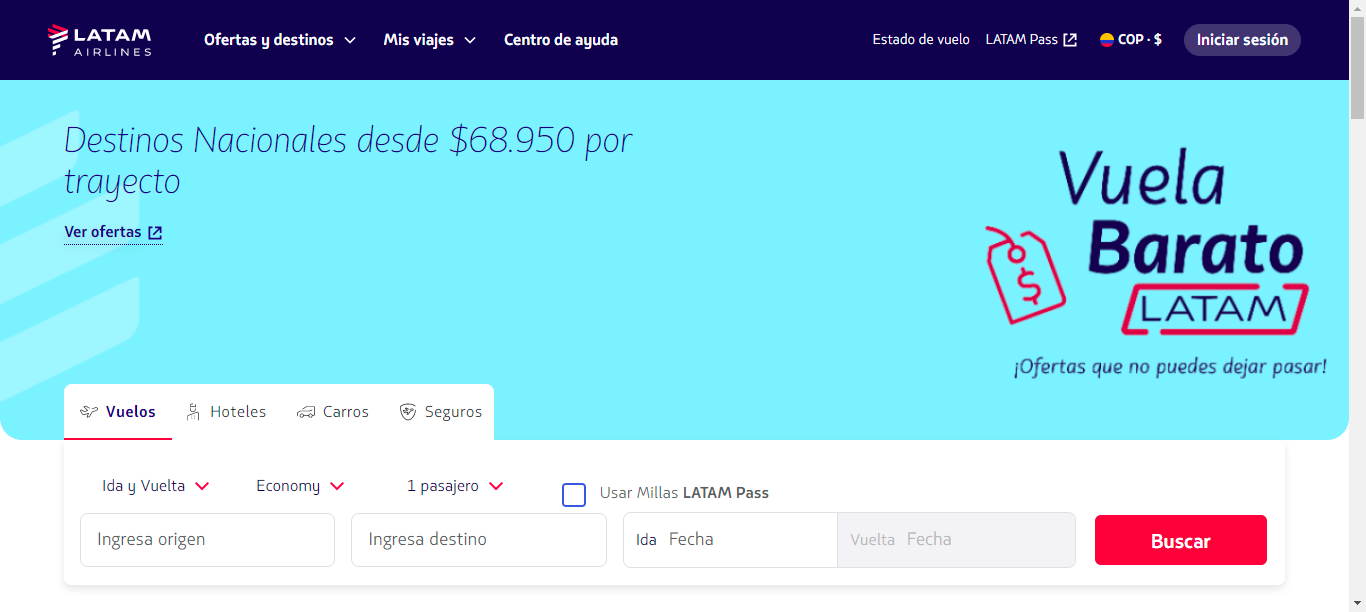 LATAM
AIRLINES
Ofertas y destinos
Mis viajes
Centro de ayuda
Estado de vuelo
LATAM Pass
COP · $
Iniciar sesión
Destinos Nacionales desde $68.950 por
trayecto
Ver ofertas
Vuela
Barato
$
LATAM
¡Ofertas que no puedes dejar pasar!
Vuelos
Hoteles
Carros
Seguros
Ida y Vuelta
Economy
1 pasajero
Usar Millas LATAM Pass
Ingresa origen
Ingresa destino
Ida Fecha
Vuelta Fecha
Buscar